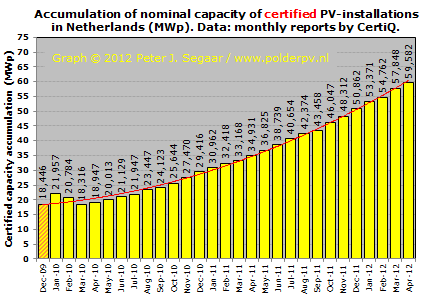 Accumulation of nominal capacity of certified PV-installations
in Netherlands (MWp). Data: monthly reports by CertiQ.
Graph © 2012 Peter J. Segaar/www.polderpv.nl
Certified capacity accumulation (MWp)
75
70
65
60
55
50
45
40
35
30
25
20
15
10
5
0
18,446
21,957
20,784
18,316
18,947
20,013
21,129
21,947
23,447
24,123
25,644
27,470
29,416
30,962
32,418
33,168
34,931
36,825
38,739
40,654
42,374
43,458
46,047
48,312
50,862
53,371
54,762
57,848
59,582
Dec-09
Jan-10
Feb-10
Mar-10
Apr-10
May-10
Jun-10
Jul-10
Aug-10
Sep-10
Oct-10
Nov-10
Dec-10
Jan-11
Feb-11
Mar-11
Apr-11
May-11
Jun-11
Jul-11
Aug-11
Sep-11
Oct-11
Nov-11
Dec-11
Jan-12
Feb-12
Mar-12
Apr-12